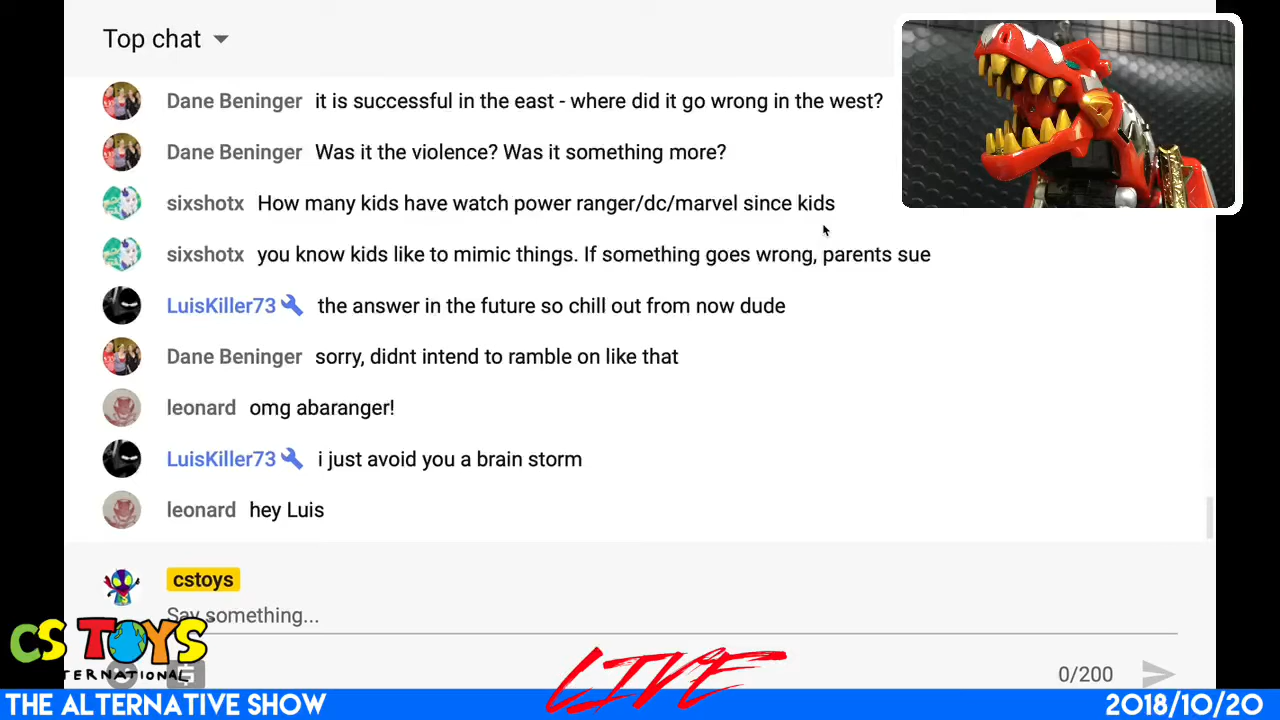 Top chat
Dane Beninger it is successful in the east - where did it go wrong in the west?
Dane Beninger Was it the violence? Was it something more?
sixshotx How many kids have watch power ranger/dc/marvel since kids
sixshotx you know kids like to mimic things. If something goes wrong, parents sue
LuisKiller73 the answer in the future so chill out from now dude
Dane Beninger sorry, didnt intend to ramble on like that
leonard omg abaranger!
LuisKiller73 i just avoid you a brain storm
leonard hey Luis
cstoys
Say something...
CS TOYS
TERNATIONAL
LIVE
0/200
THE ALTERNATIVE SHOW
2018/10/20